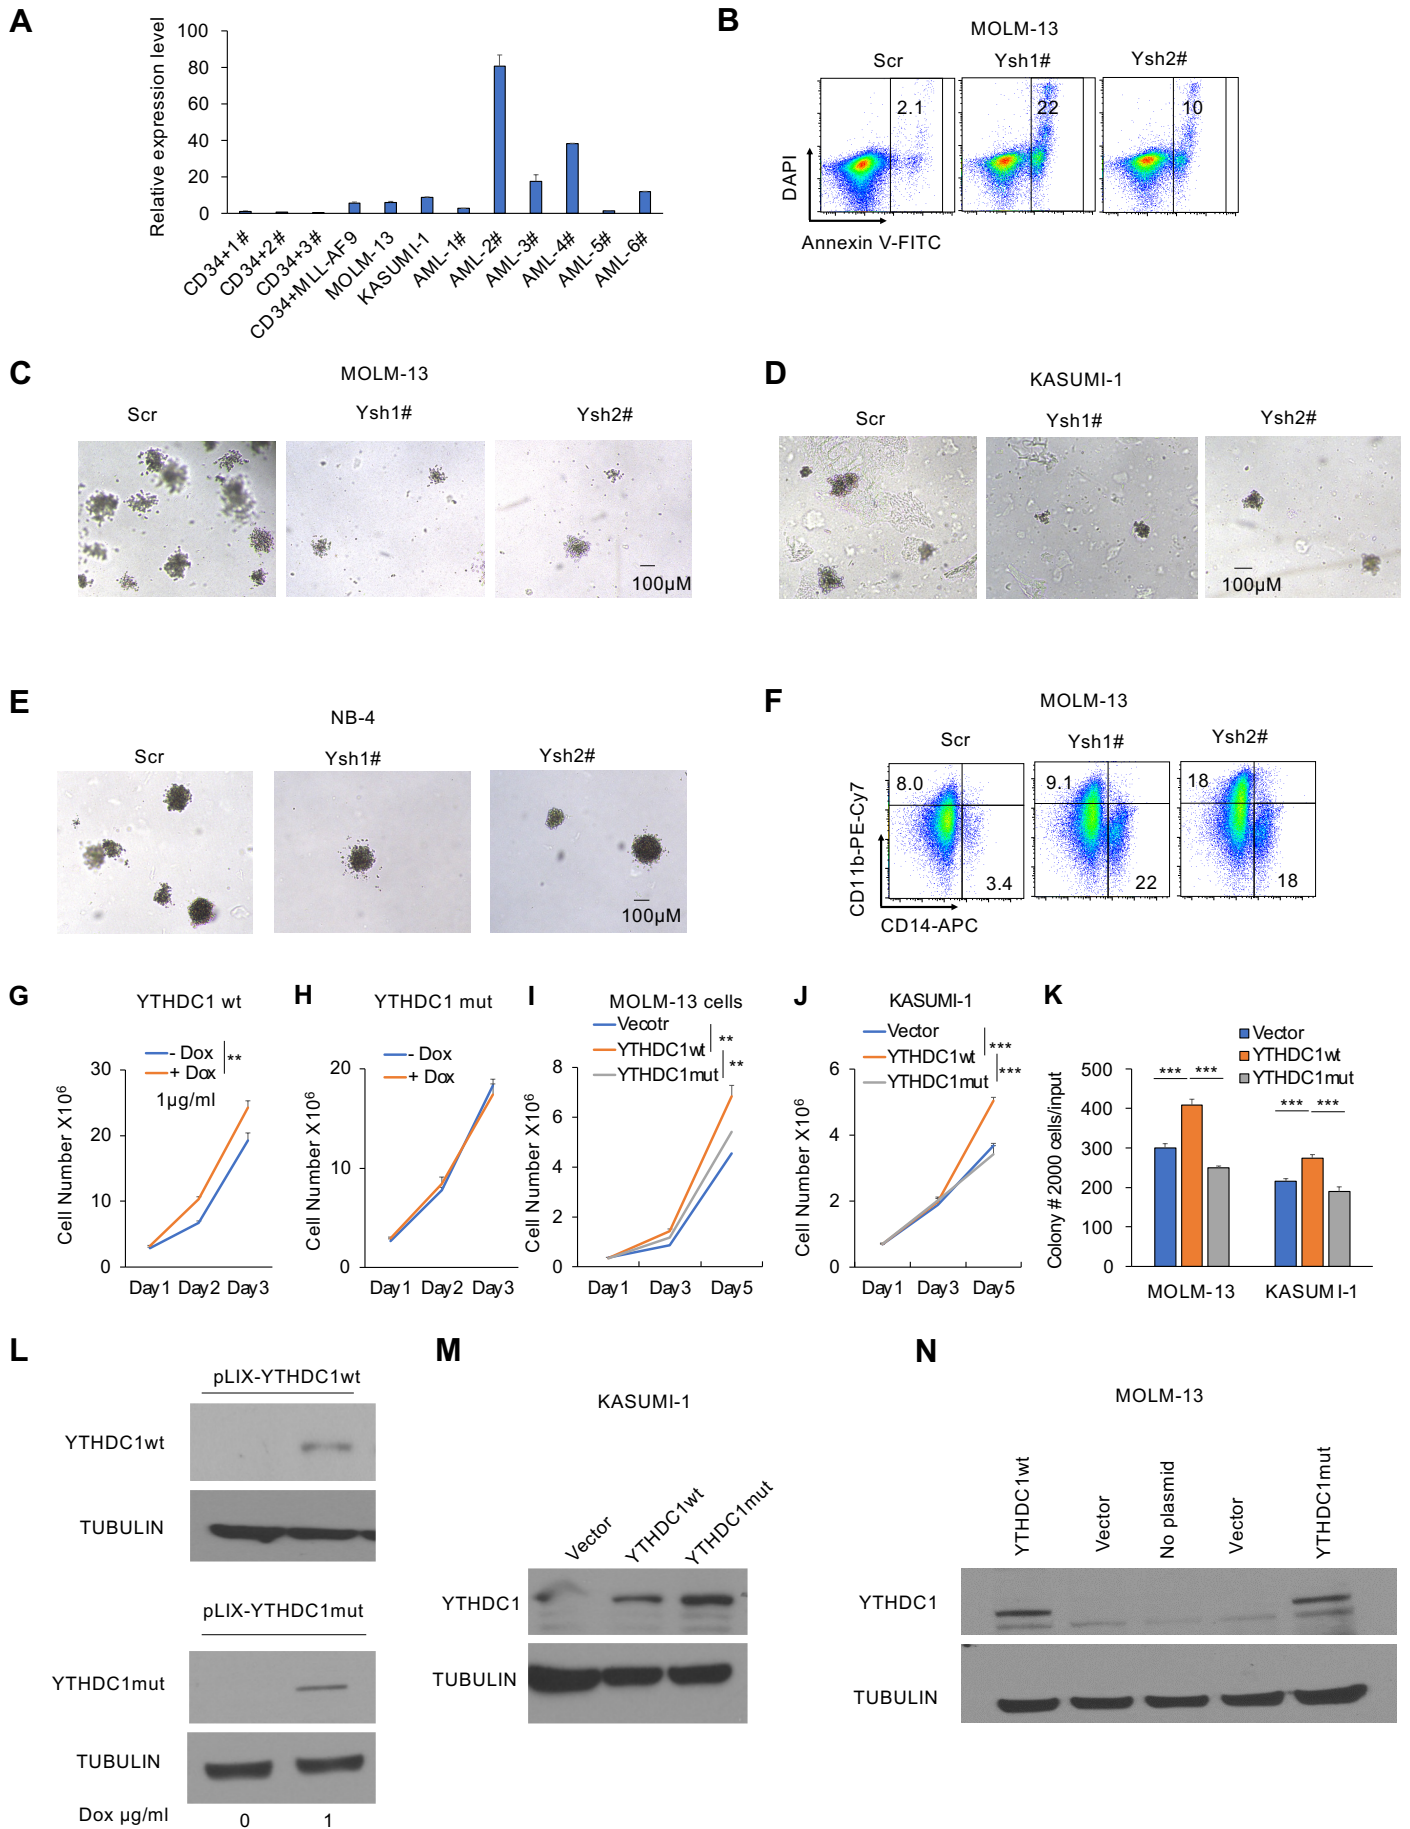 A
Relative expression level
100
80
60
40
20
0
CD34+1#
CD34+2#
CD34+3#
CD34+MLL-AF9
MOLM-13
KASUMI-1
AML-1#
AML-2#
AML-3#
AML-4#
AML-5#
AML-6#
B
MOLM-13
Scr
Ysh1#
Ysh2#
2.1
22
10
DAPI
Annexin V-FITC
C
MOLM-13
Scr
Ysh1#
Ysh2#
100µM
D
KASUMI-1
Scr
Ysh1#
Ysh2#
100µM
E
NB-4
Scr
Ysh1#
Ysh2#
100µM
F
MOLM-13
Scr
Ysh1#
Ysh2#
8.0
3.4
9.1
22
18
18
CD11b-PE-Cy7
CD14-APC
G
YTHDC1 wt
- Dox
+ Dox
**
1µg/ml
Cell Number X10⁶
30
20
10
0
Day1 Day2 Day3
H
YTHDC1 mut
- Dox
+ Dox
Cell Number X10⁶
20
10
0
Day1 Day2 Day3
I
MOLM-13 cells
Vecotr
YTHDC1wt
YTHDC1mut
**
**
Cell Number X10⁶
8
6
4
2
0
Day1 Day3 Day5
J
KASUMI-1
Vector
YTHDC1wt
YTHDC1mut
***
***
Cell Number X10⁶
6
4
2
0
Day1 Day3 Day5
K
Vector
YTHDC1wt
YTHDC1mut
Colony # 2000 cells/input
500
400
300
200
100
0
*** ***
*** ***
MOLM-13 KASUMI-1
L
pLIX-YTHDC1wt
YTHDC1wt
TUBULIN
pLIX-YTHDC1mut
YTHDC1mut
TUBULIN
Dox µg/ml 0 1
M
KASUMI-1
Vector
YTHDC1wt
YTHDC1mut
YTHDC1
TUBULIN
N
MOLM-13
YTHDC1wt
Vector
No plasmid
Vector
YTHDC1mut
YTHDC1
TUBULIN